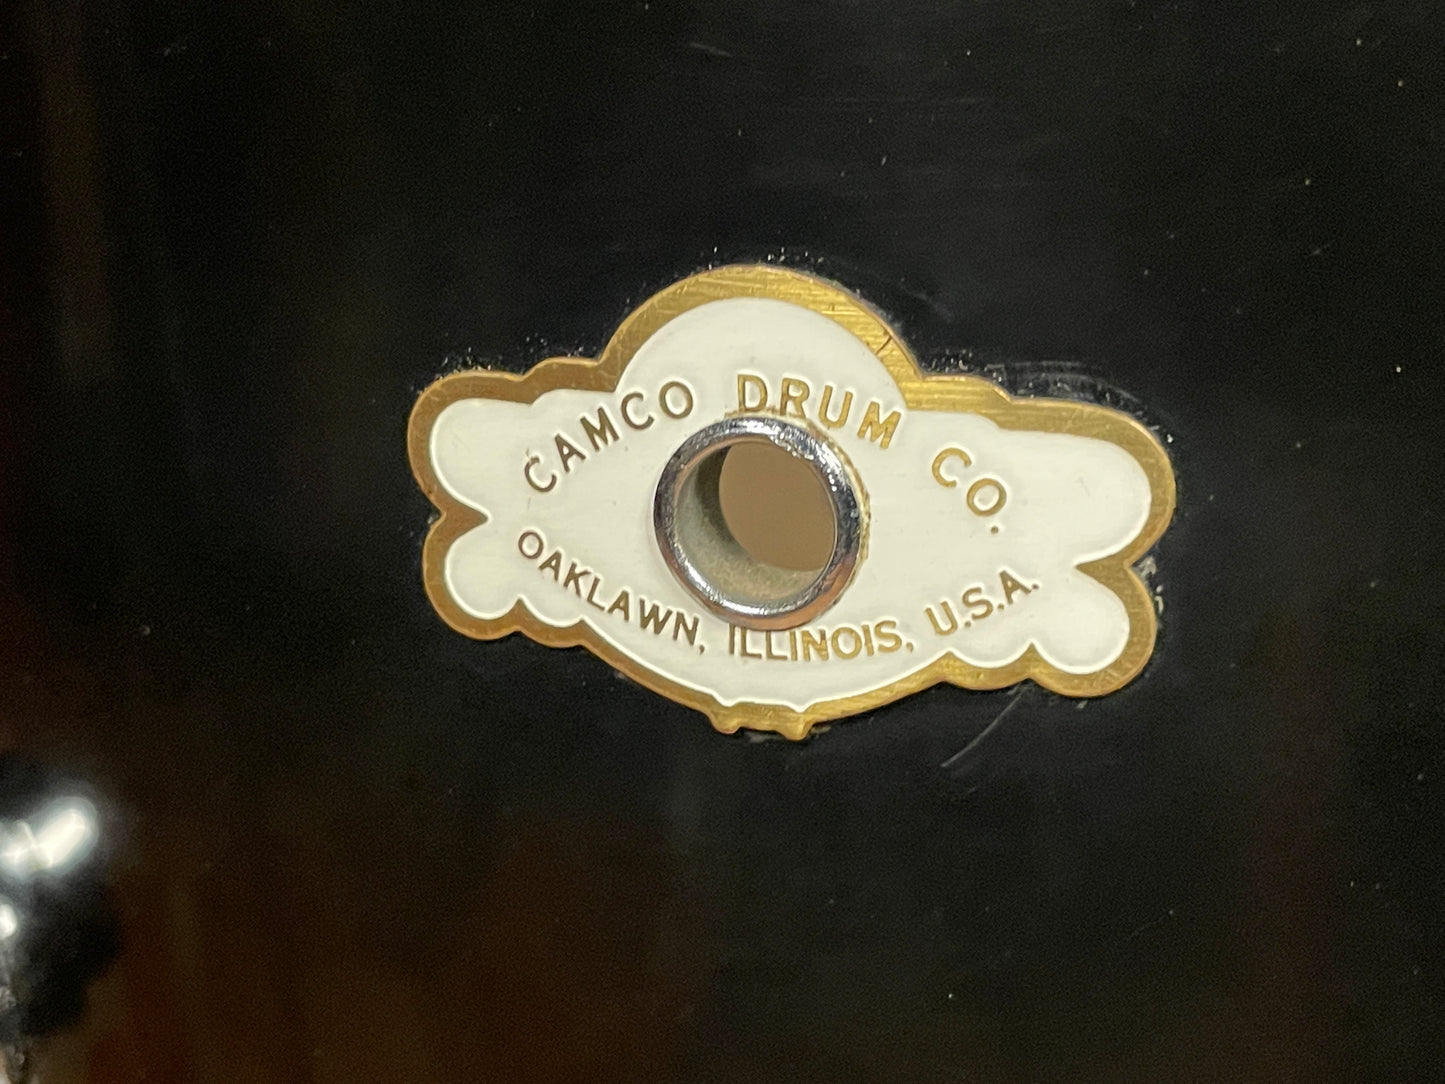 CAMCO DRUM CO.
OAKLAWN, ILLINOIS, U.S.A.